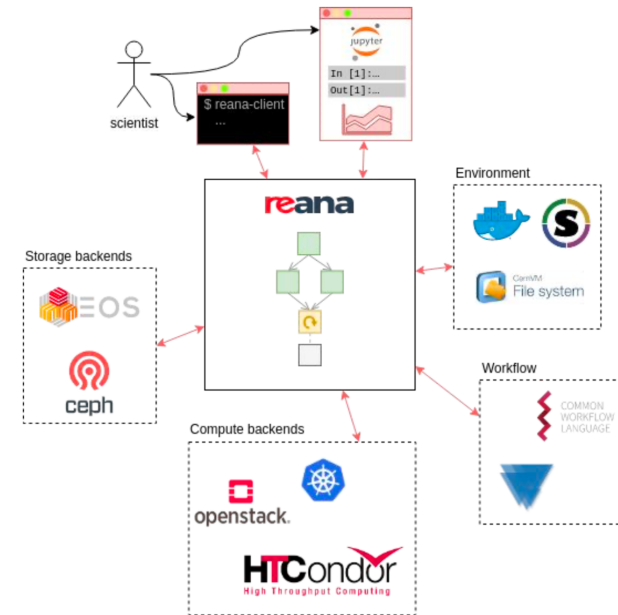 jupyter
In [1]:…
Out[1]:…
$ reana-client
...
scientist
reana
Environment
S
CernVM
File system
Storage backends
EOS
ceph
Workflow
COMMON
WORKFLOW
LANGUAGE
Compute backends
openstack.
HTCondor
High Throughput Computing